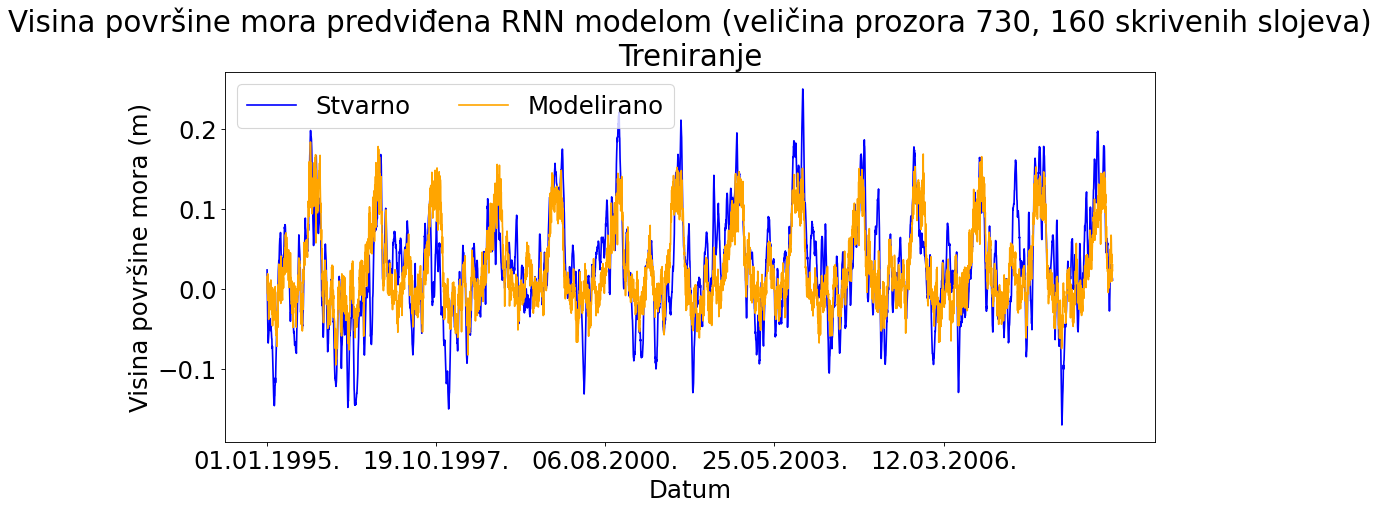 Visina površine mora predviđena RNN modelom (veličina prozora 730, 160 skrivenih slojeva)
Treniranje
Stvarno
Modelirano
Visina površine mora (m)
0.2
0.1
0.0
−0.1
01.01.1995.
19.10.1997.
06.08.2000.
25.05.2003.
12.03.2006.
Datum